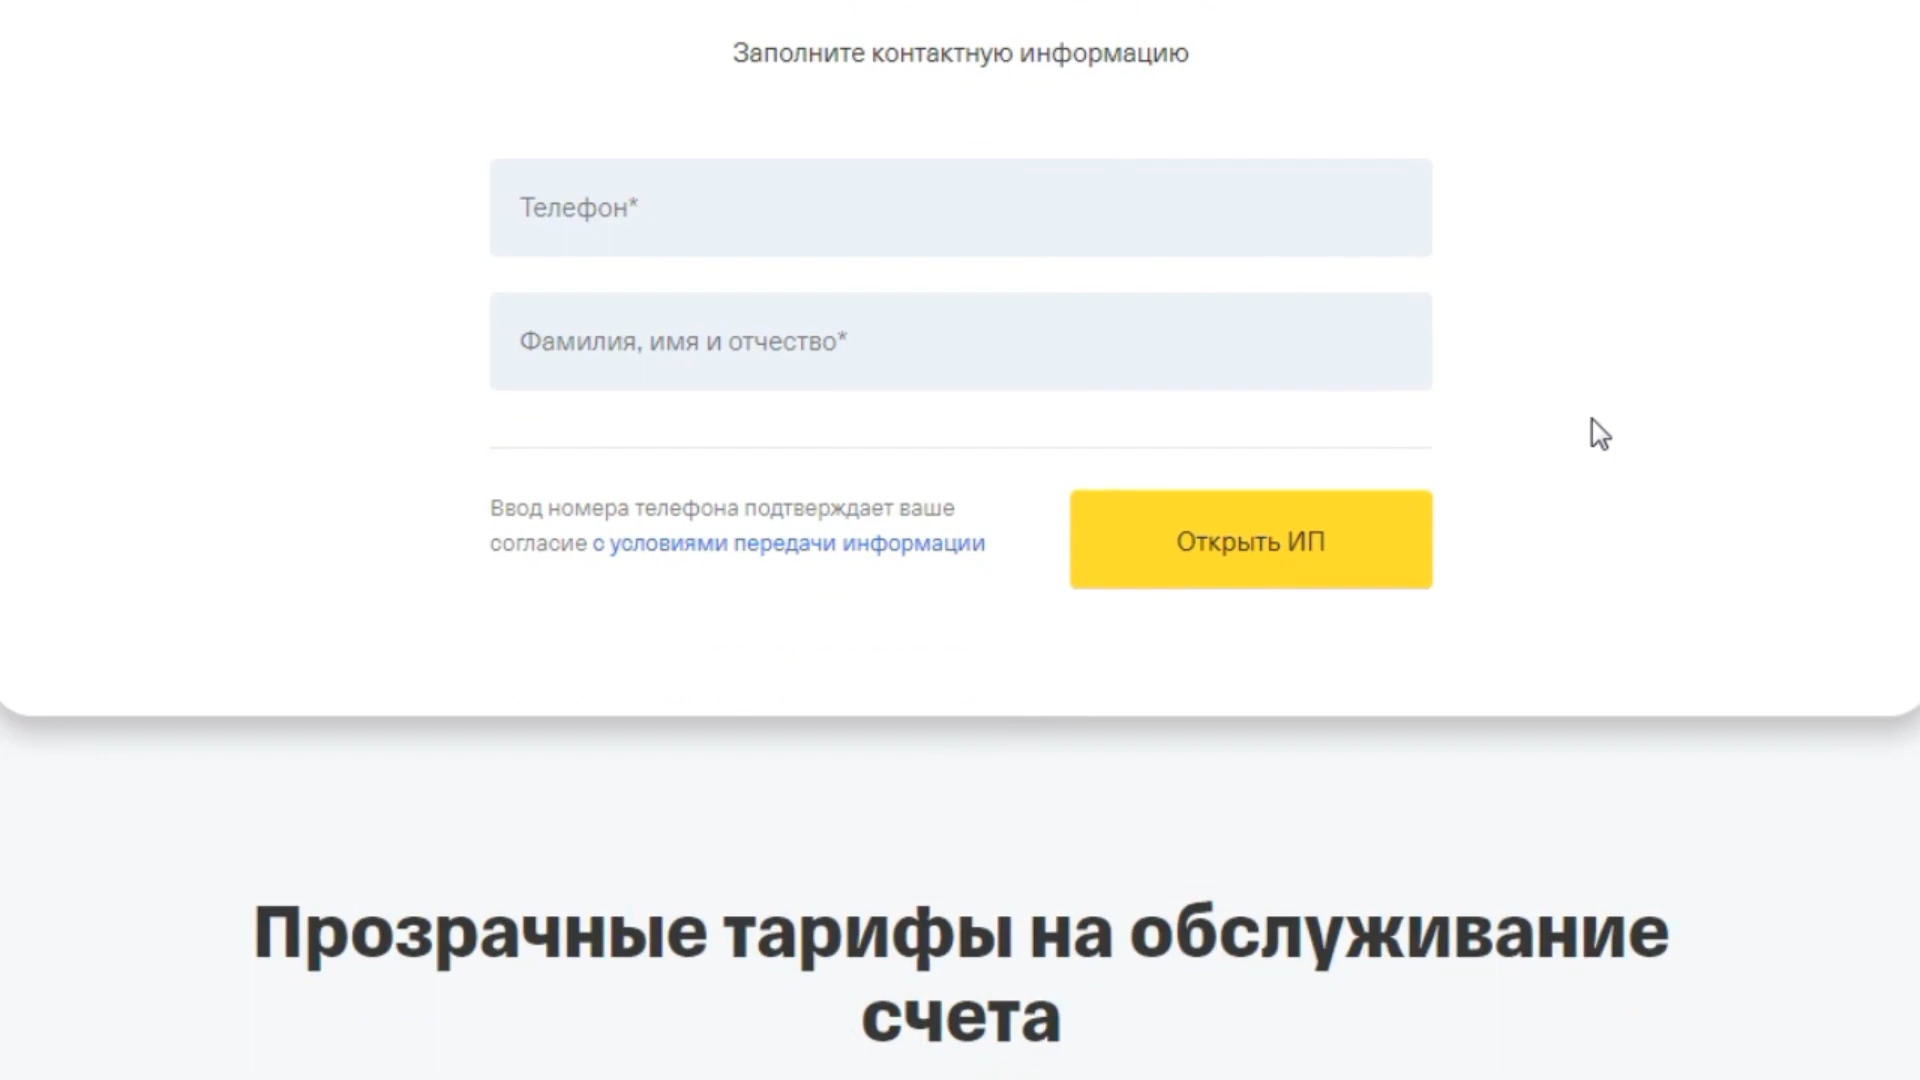 Заполните контактную информацию
Телефон*
Фамилия, имя и отчество*
Ввод номера телефона подтверждает ваше
согласие с условиями передачи информации
Открыть ИП
Прозрачные тарифы на обслуживание
счета